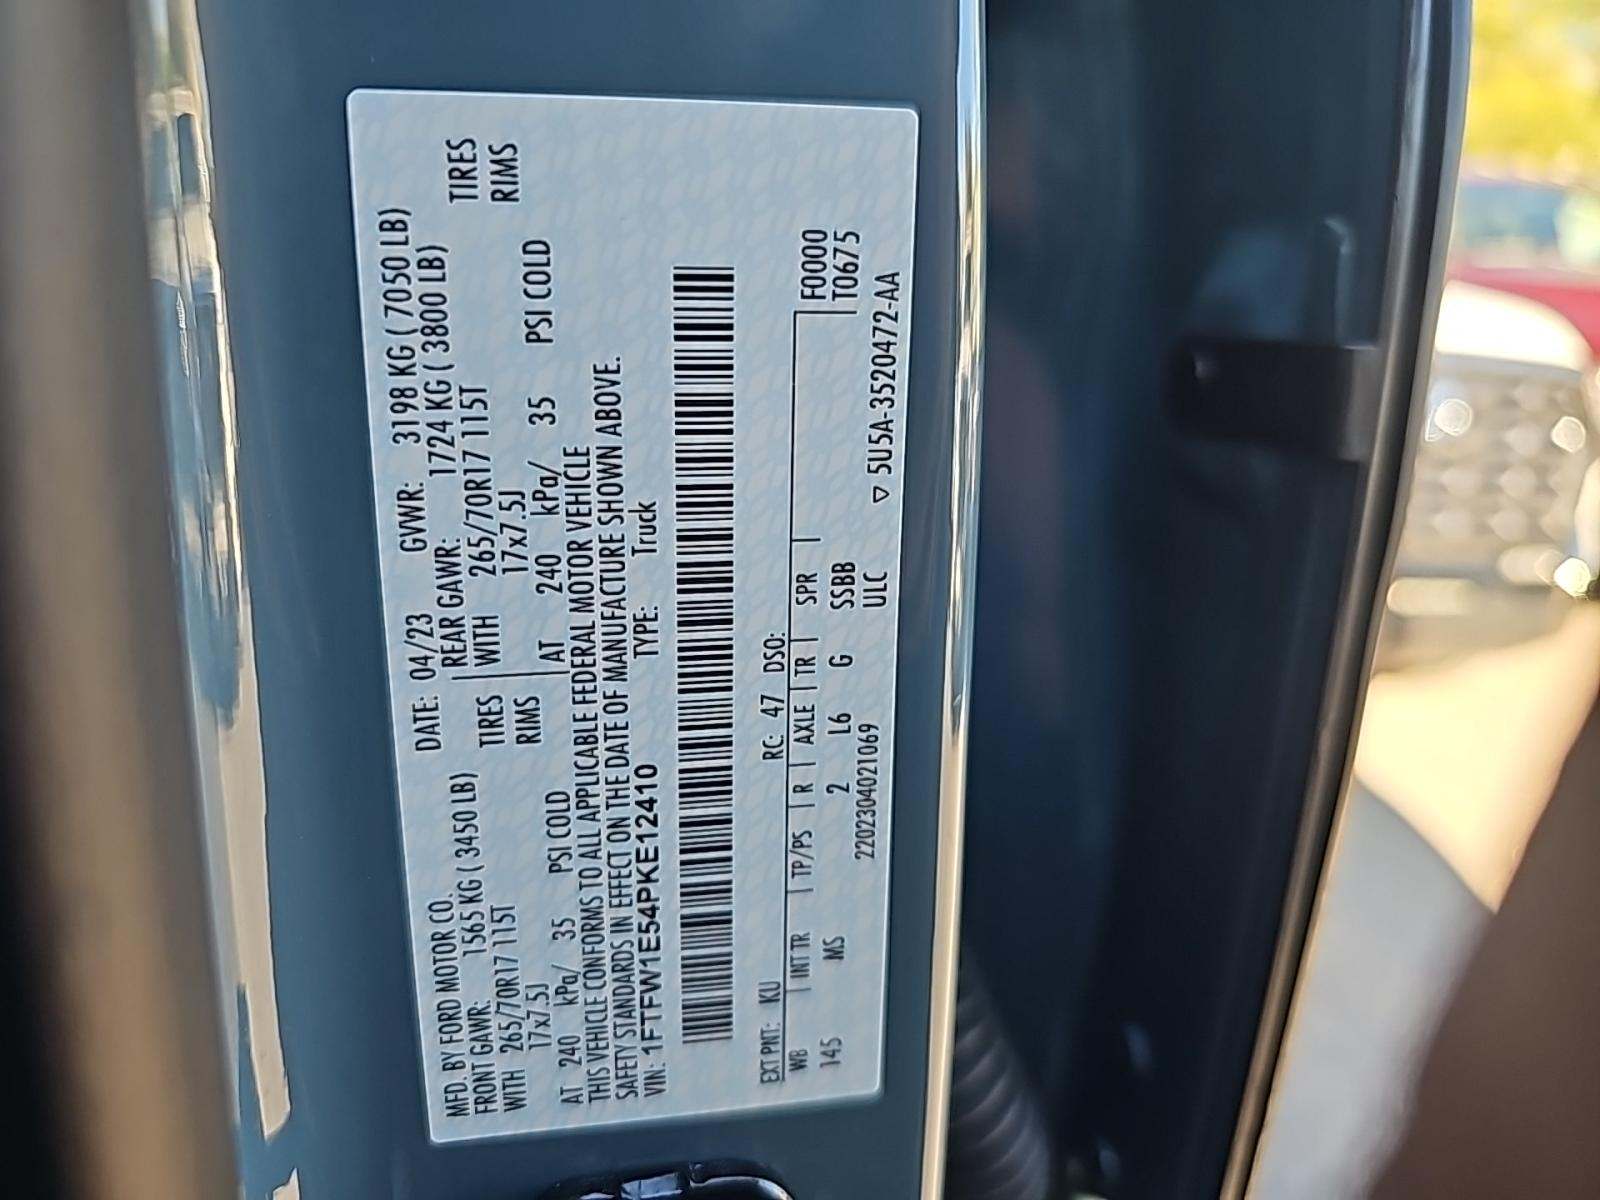 MFD. BY FORD MOTOR CO. DATE: 04/23 GVWR: 3198 KG ( 7050 LB)
FRONT GAWR: 1565 KG ( 3450 LB) REAR GAWR: 1724 KG ( 3800 LB)
WITH 265/70R17 115T TIRES WITH 265/70R17 115T TIRES
17x7.5J RIMS 17x7.5J RIMS
AT 240 kPa/ 35 PSI COLD AT 240 kPa/ 35 PSI COLD
THIS VEHICLE CONFORMS TO ALL APPLICABLE FEDERAL MOTOR VEHICLE
SAFETY STANDARDS IN EFFECT ON THE DATE OF MANUFACTURE SHOWN ABOVE.
VIN: 1FTFW1E54PKE12410 TYPE: Truck
EXT PNT: KU RC: 47 DSO:
WB INT TR TP/PS R AXLE TR SPR F0000
145 MS 2 L6 G SSBB T0675
2202304021069 ULC
▽ 5U5A-3520472-AA